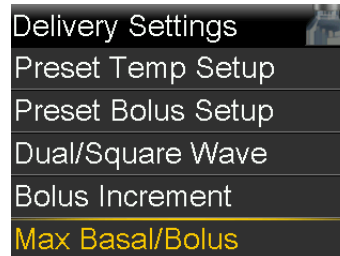 Delivery Settings
Preset Temp Setup
Preset Bolus Setup
Dual/Square Wave
Bolus Increment
Max Basal/Bolus